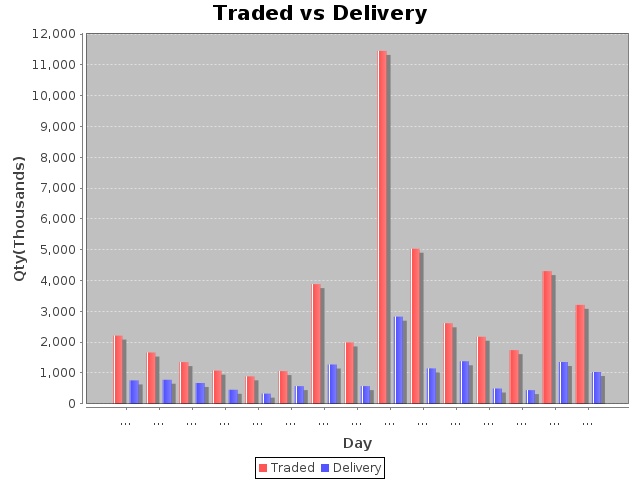 Traded vs Delivery
Qty(Thousands)
12,000
11,000
10,000
9,000
8,000
7,000
6,000
5,000
4,000
3,000
2,000
1,000
0
... ... ... ... ... ... ... ... ... ... ... ... ... ... ...
Day
Traded Delivery